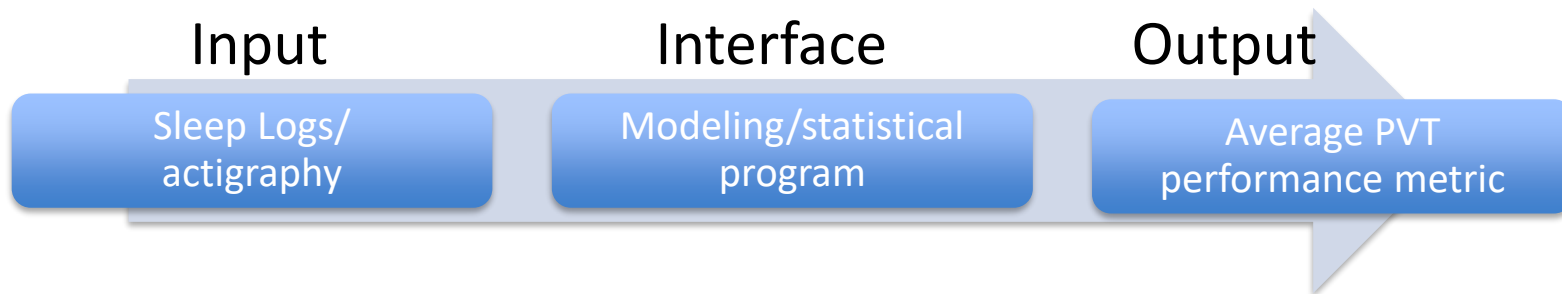 Input
Interface
Output
Sleep Logs/
actigraphy
Modeling/statistical
program
Average PVT
performance metric